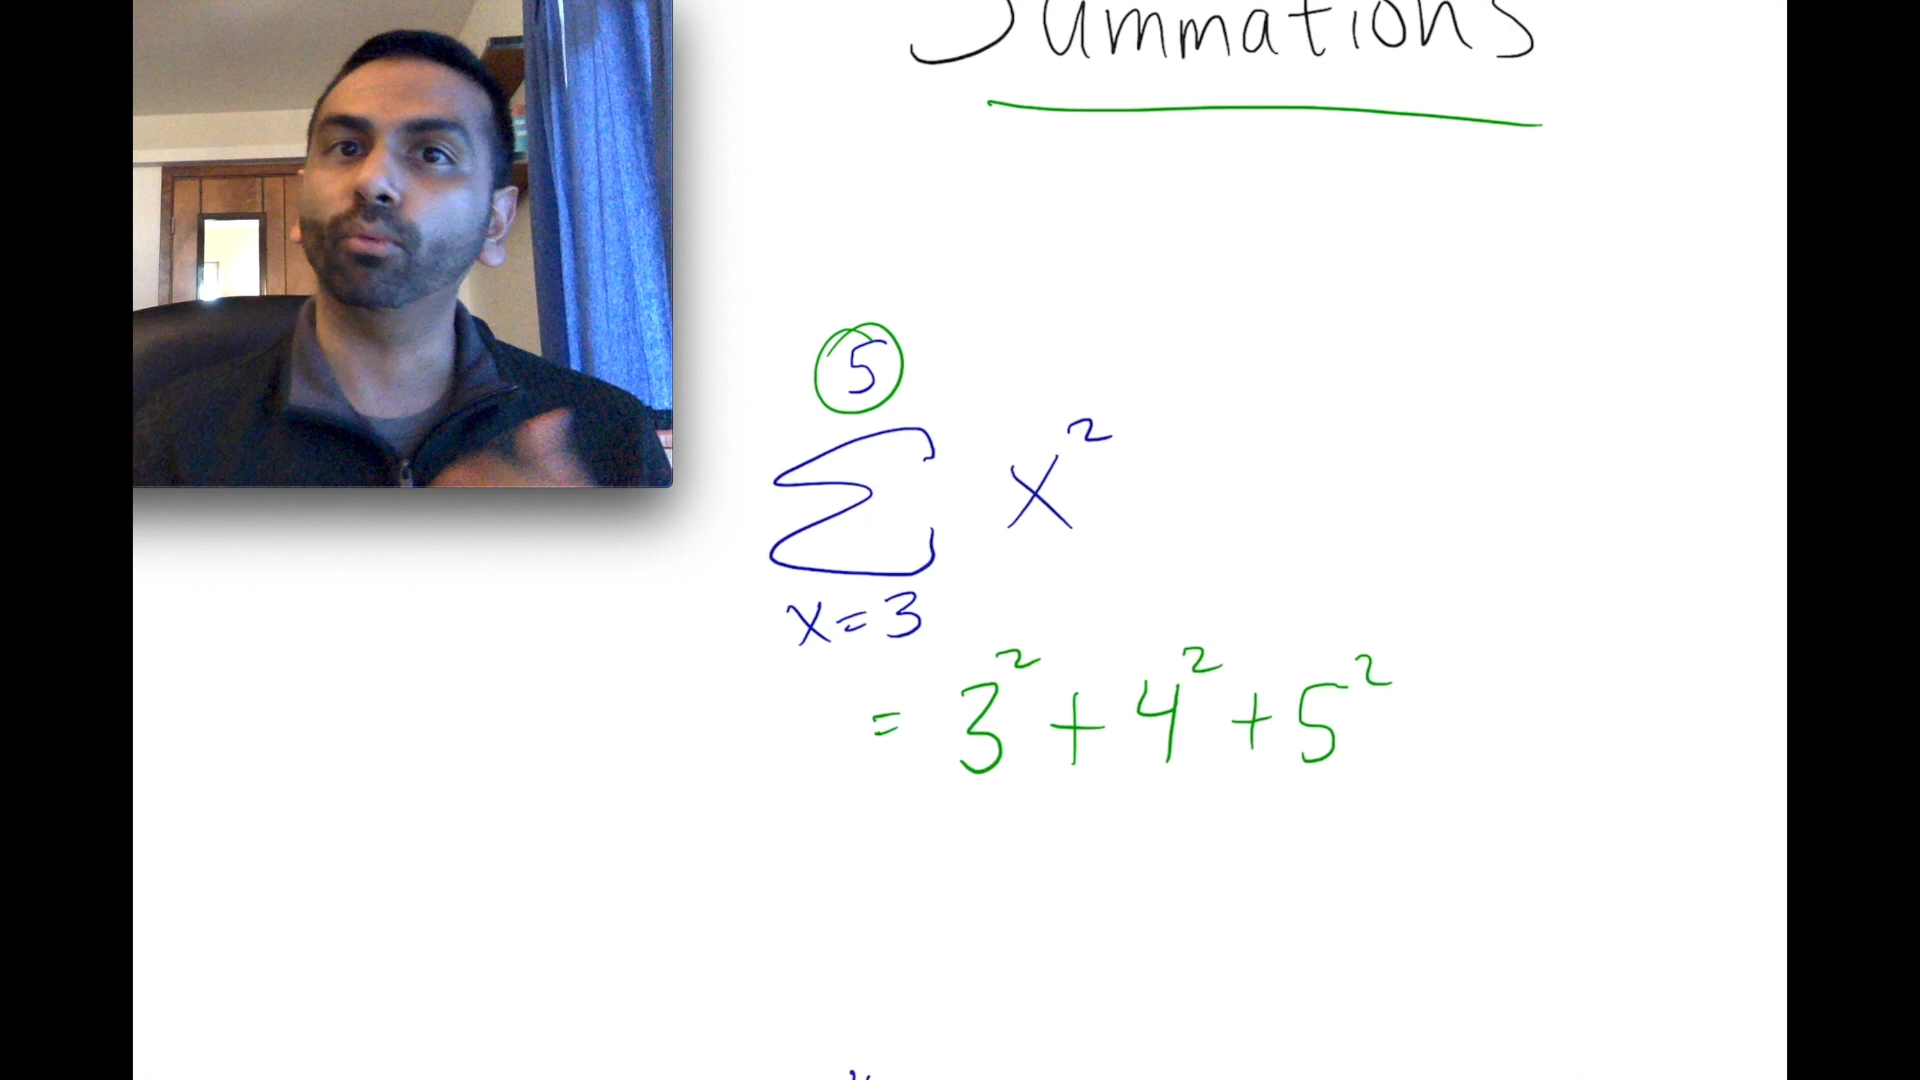 Summations
5
∑ x²
x=3
= 3² + 4² + 5²